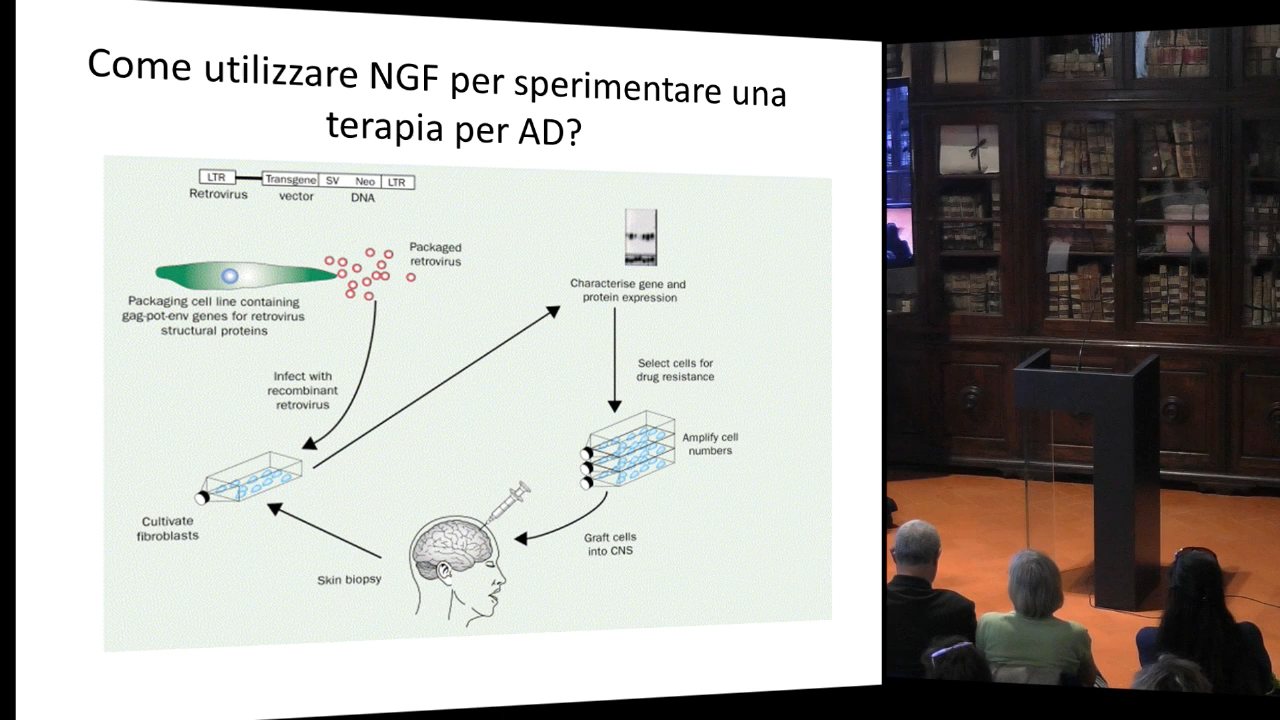 Come utilizzare NGF per sperimentare una
terapia per AD?
LTR
Transgene
SV
Neo
LTR
Retrovirus
vector
DNA
Packaged
retrovirus
Packaging cell line containing
gag-pot-env genes for retrovirus
structural proteins
Infect with
recombinant
retrovirus
Characterise gene and
protein expression
Select cells for
drug resistance
Amplify cell
numbers
Cultivate
fibroblasts
Skin biopsy
Graft cells
into CNS